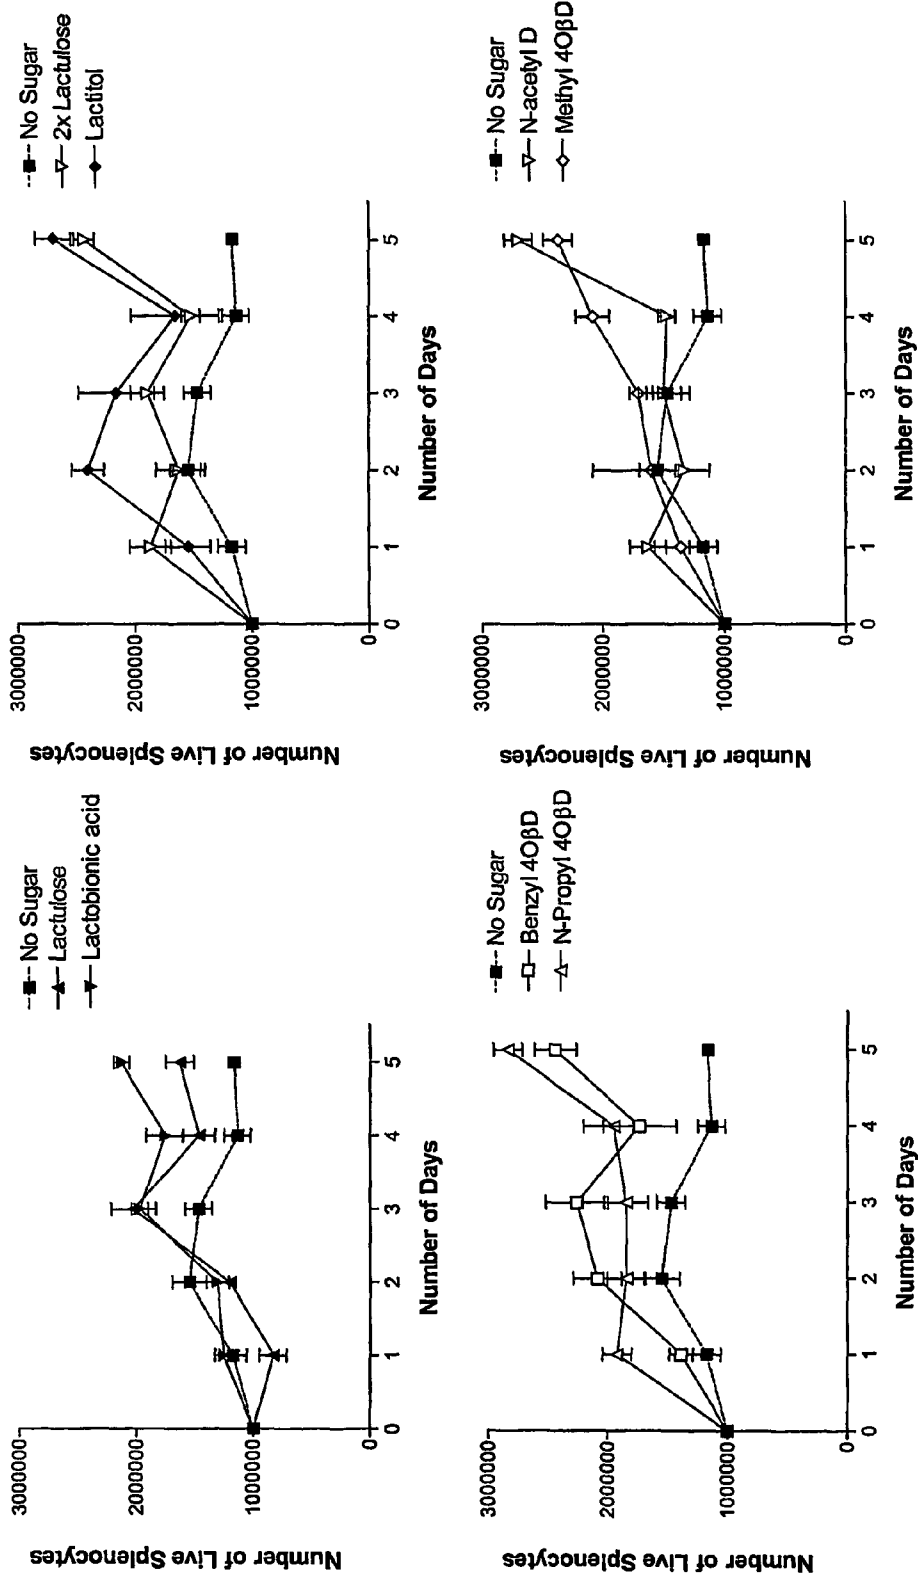 No Sugar
Lactulose
Lactobionic acid
Number of Live Splenocytes
3000000
2000000
1000000
0
0 1 2 3 4 5
Number of Days
No Sugar
Benzyl 4OβD
N-Propyl 4OβD
Number of Live Splenocytes
3000000
2000000
1000000
0
0 1 2 3 4 5
Number of Days
No Sugar
2x Lactulose
Lactitol
Number of Live Splenocytes
3000000
2000000
1000000
0
0 1 2 3 4 5
Number of Days
No Sugar
N-acetyl D
Methyl 4OβD
Number of Live Splenocytes
3000000
2000000
1000000
0
0 1 2 3 4 5
Number of Days